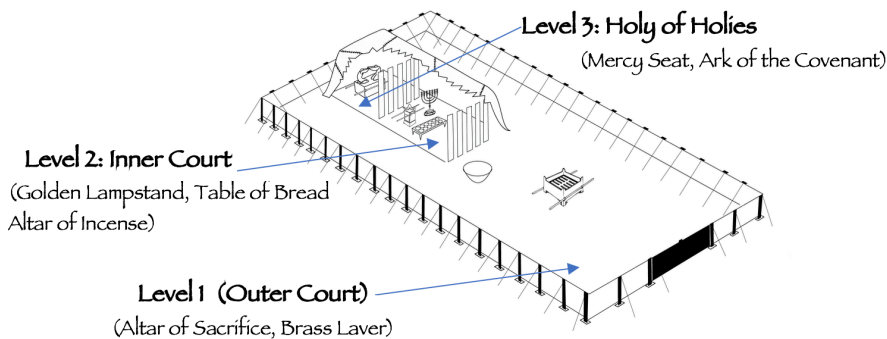 Level 3: Holy of Holies
(Mercy Seat, Ark of the Covenant)
Level 2: Inner Court
(Golden Lampstand, Table of Bread
Altar of Incense)
Level 1 (Outer Court)
(Altar of Sacrifice, Brass Laver)